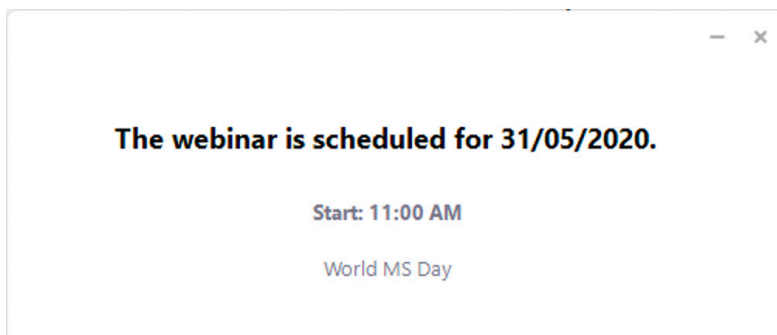 The webinar is scheduled for 31/05/2020.
Start: 11:00 AM
World MS Day